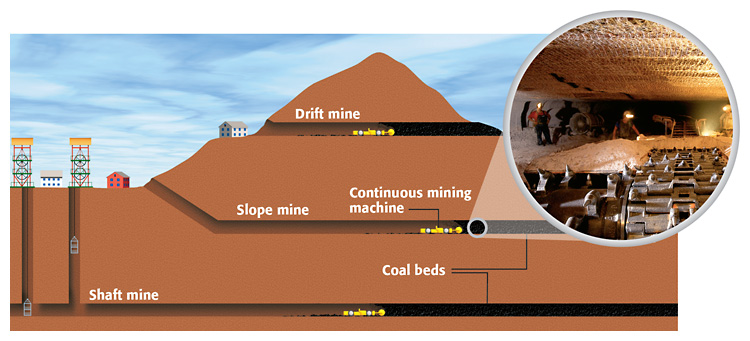 Drift mine
Continuous mining
machine
Slope mine
Coal beds
Shaft mine